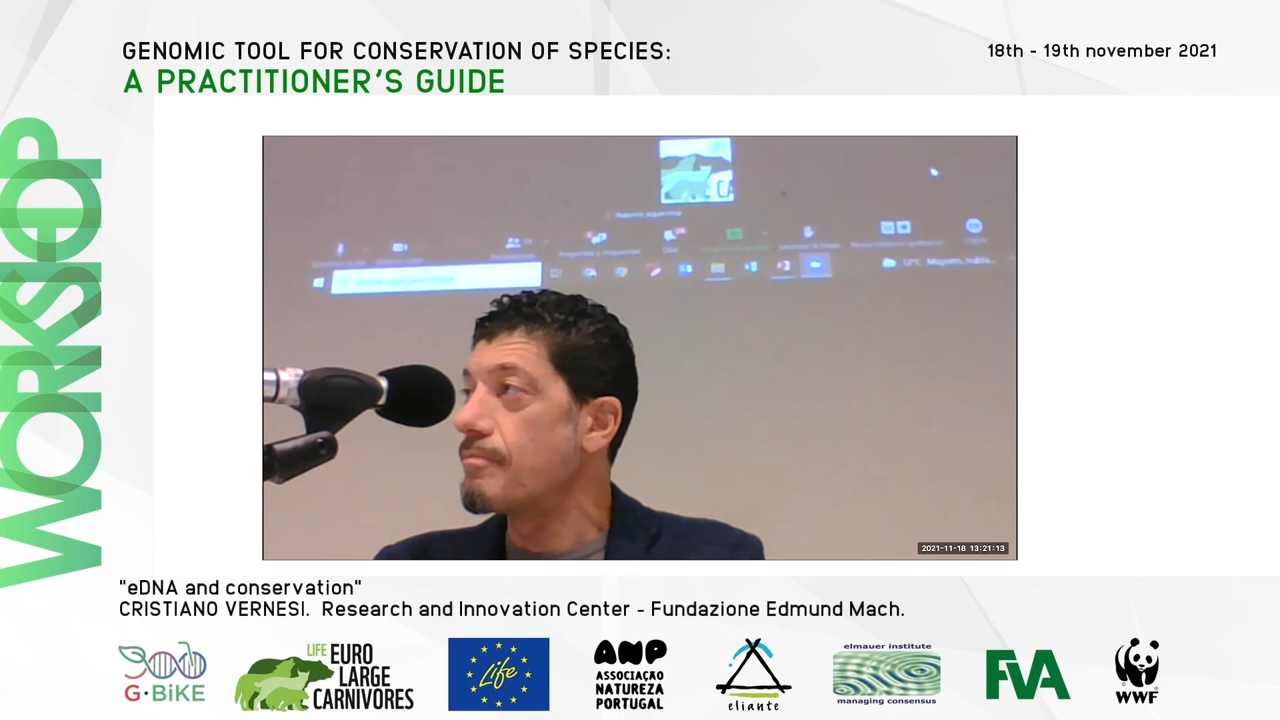 GENOMIC TOOL FOR CONSERVATION OF SPECIES:
A PRACTITIONER'S GUIDE
18th - 19th november 2021
WORKSHOP
12°C
2021-11-18 13:21:13
"eDNA and conservation"
CRISTIANO VERNESI. Research and Innovation Center - Fundazione Edmund Mach.
G·BiKE
LIFE EURO
LARGE
CARNIVORES
Life
ANP
ASSOCIAÇÃO
NATUREZA
PORTUGAL
eliante
elmauer institute
managing consensus
FVA
WWF